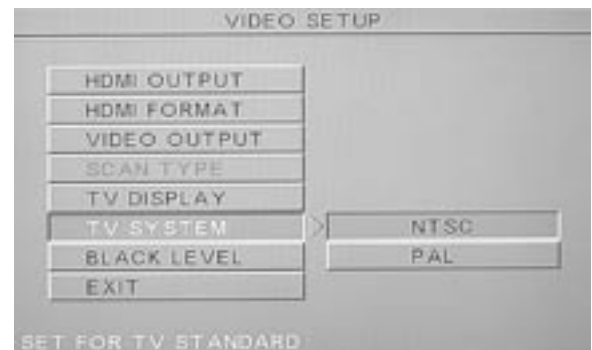 VIDEO SETUP
HDMI OUTPUT
HDMI FORMAT
VIDEO OUTPUT
SCAN TYPE
TV DISPLAY
TV SYSTEM
NTSC
BLACK LEVEL
PAL
EXIT
SET FOR TV STANDARD